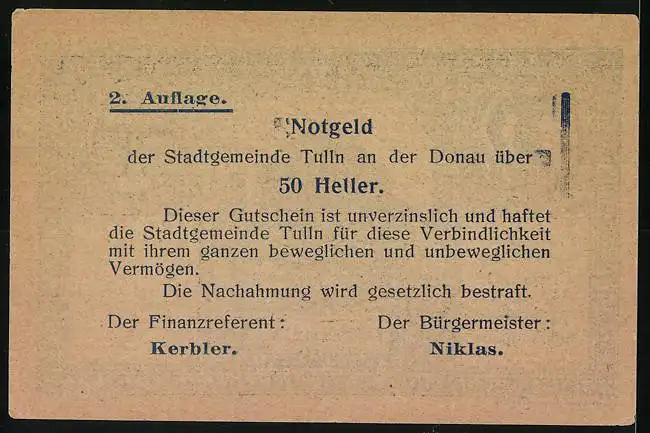 2. Auflage.
Notgeld
der Stadtgemeinde Tulln an der Donau über
50 Heller.
Dieser Gutschein ist unverzinslich und haftet
die Stadtgemeinde Tulln für diese Verbindlichkeit
mit ihrem ganzen beweglichen und unbeweglichen
Vermögen.
Die Nachahmung wird gesetzlich bestraft.
Der Finanzreferent: Der Bürgermeister:
Kerbler. Niklas.